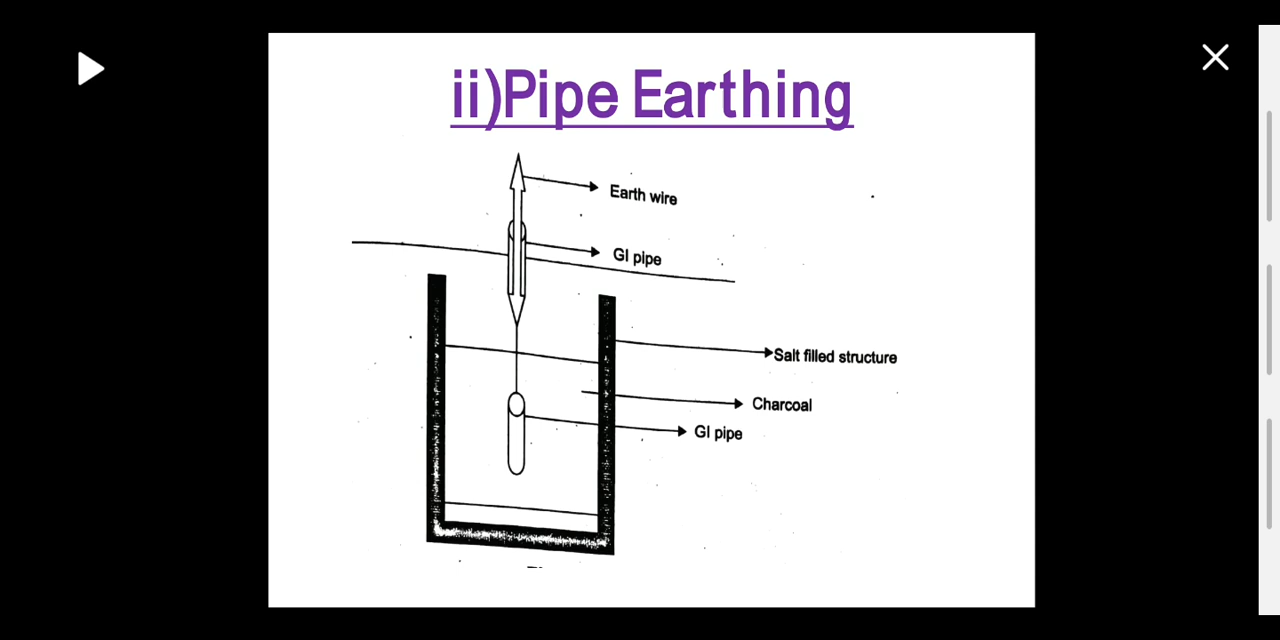 ii)Pipe Earthing
Earth wire
GI pipe
Salt filled structure
Charcoal
GI pipe